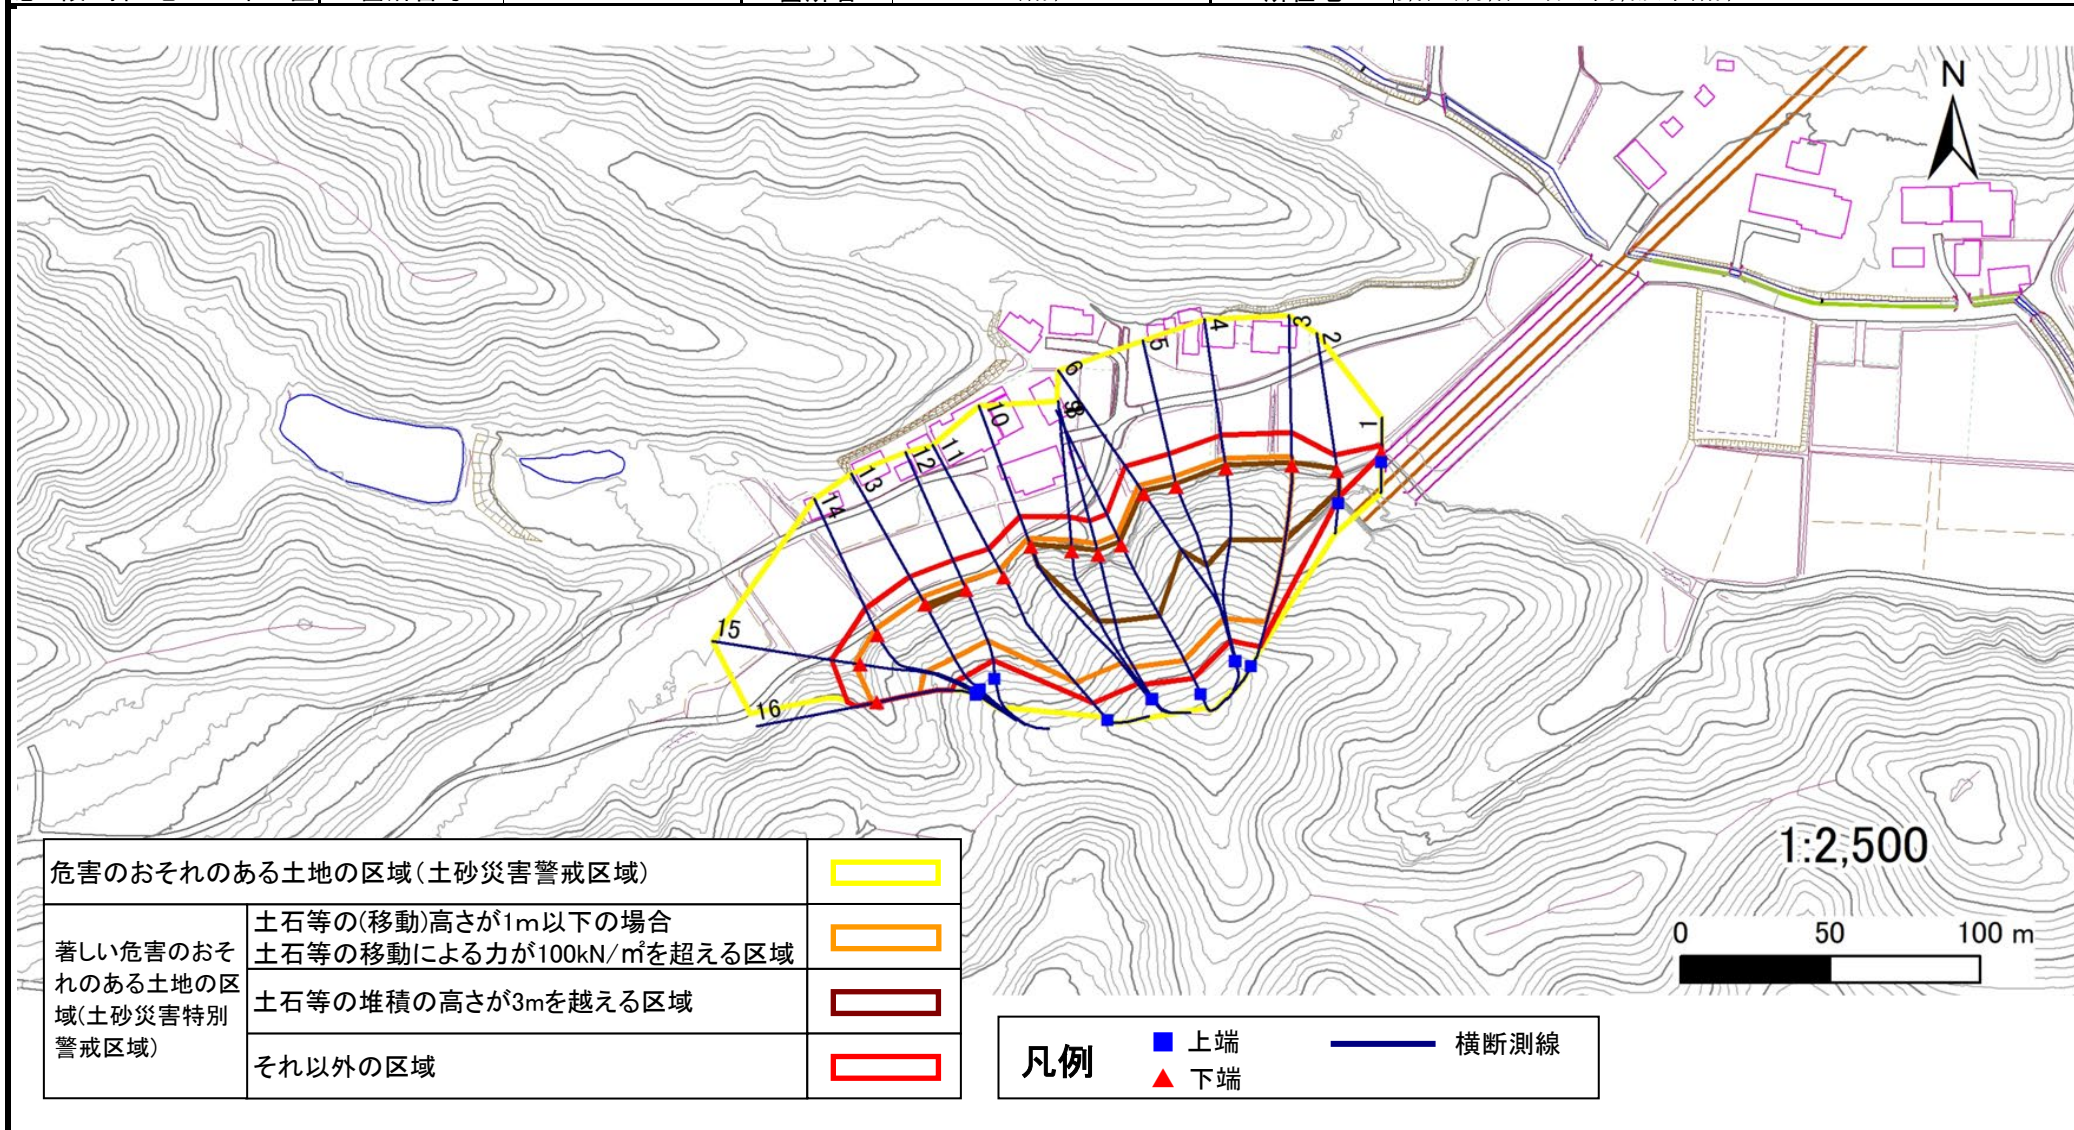 N
1
2
3
4
5
6
10
11
12
13
14
15
16
1:2,500
0 50 100 m
危害のおそれのある土地の区域(土砂災害警戒区域)
著しい危害のおそれのある土地の区域(土砂災害特別警戒区域)
土石等の(移動)高さが1m以下の場合
土石等の移動による力が100kN/㎡を超える区域
土石等の堆積の高さが3mを越える区域
それ以外の区域
凡例
上端
下端
横断測線